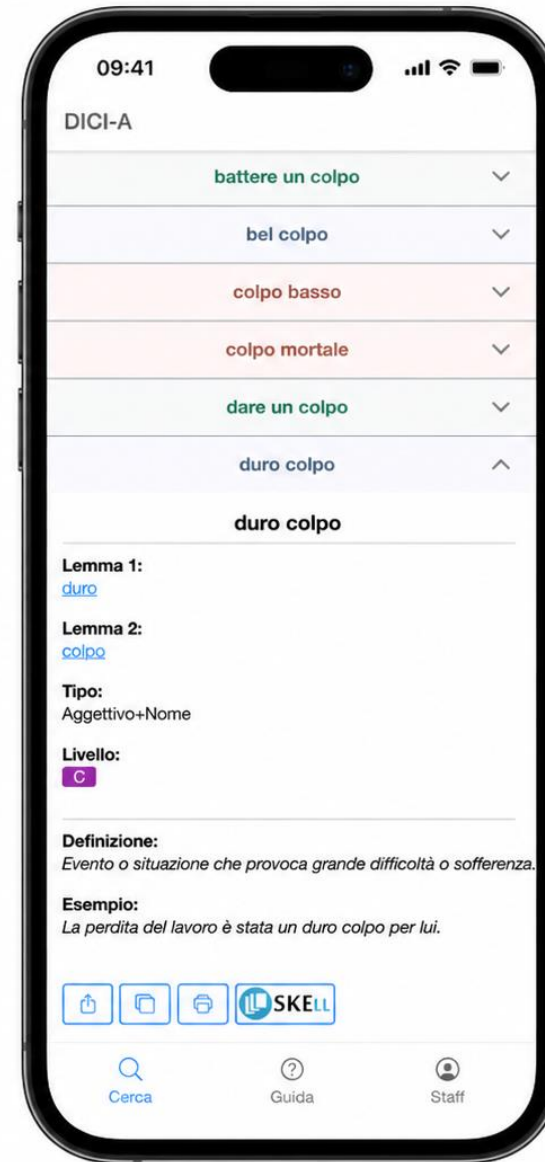 09:41
DICI-A
battere un colpo
bel colpo
colpo basso
colpo mortale
dare un colpo
duro colpo
duro colpo
Lemma 1:
duro
Lemma 2:
colpo
Tipo:
Aggettivo+Nome
Livello:
C
Definizione:
Evento o situazione che provoca grande difficoltà o sofferenza.
Esempio:
La perdita del lavoro è stata un duro colpo per lui.
SKELL
Cerca Guida Staff